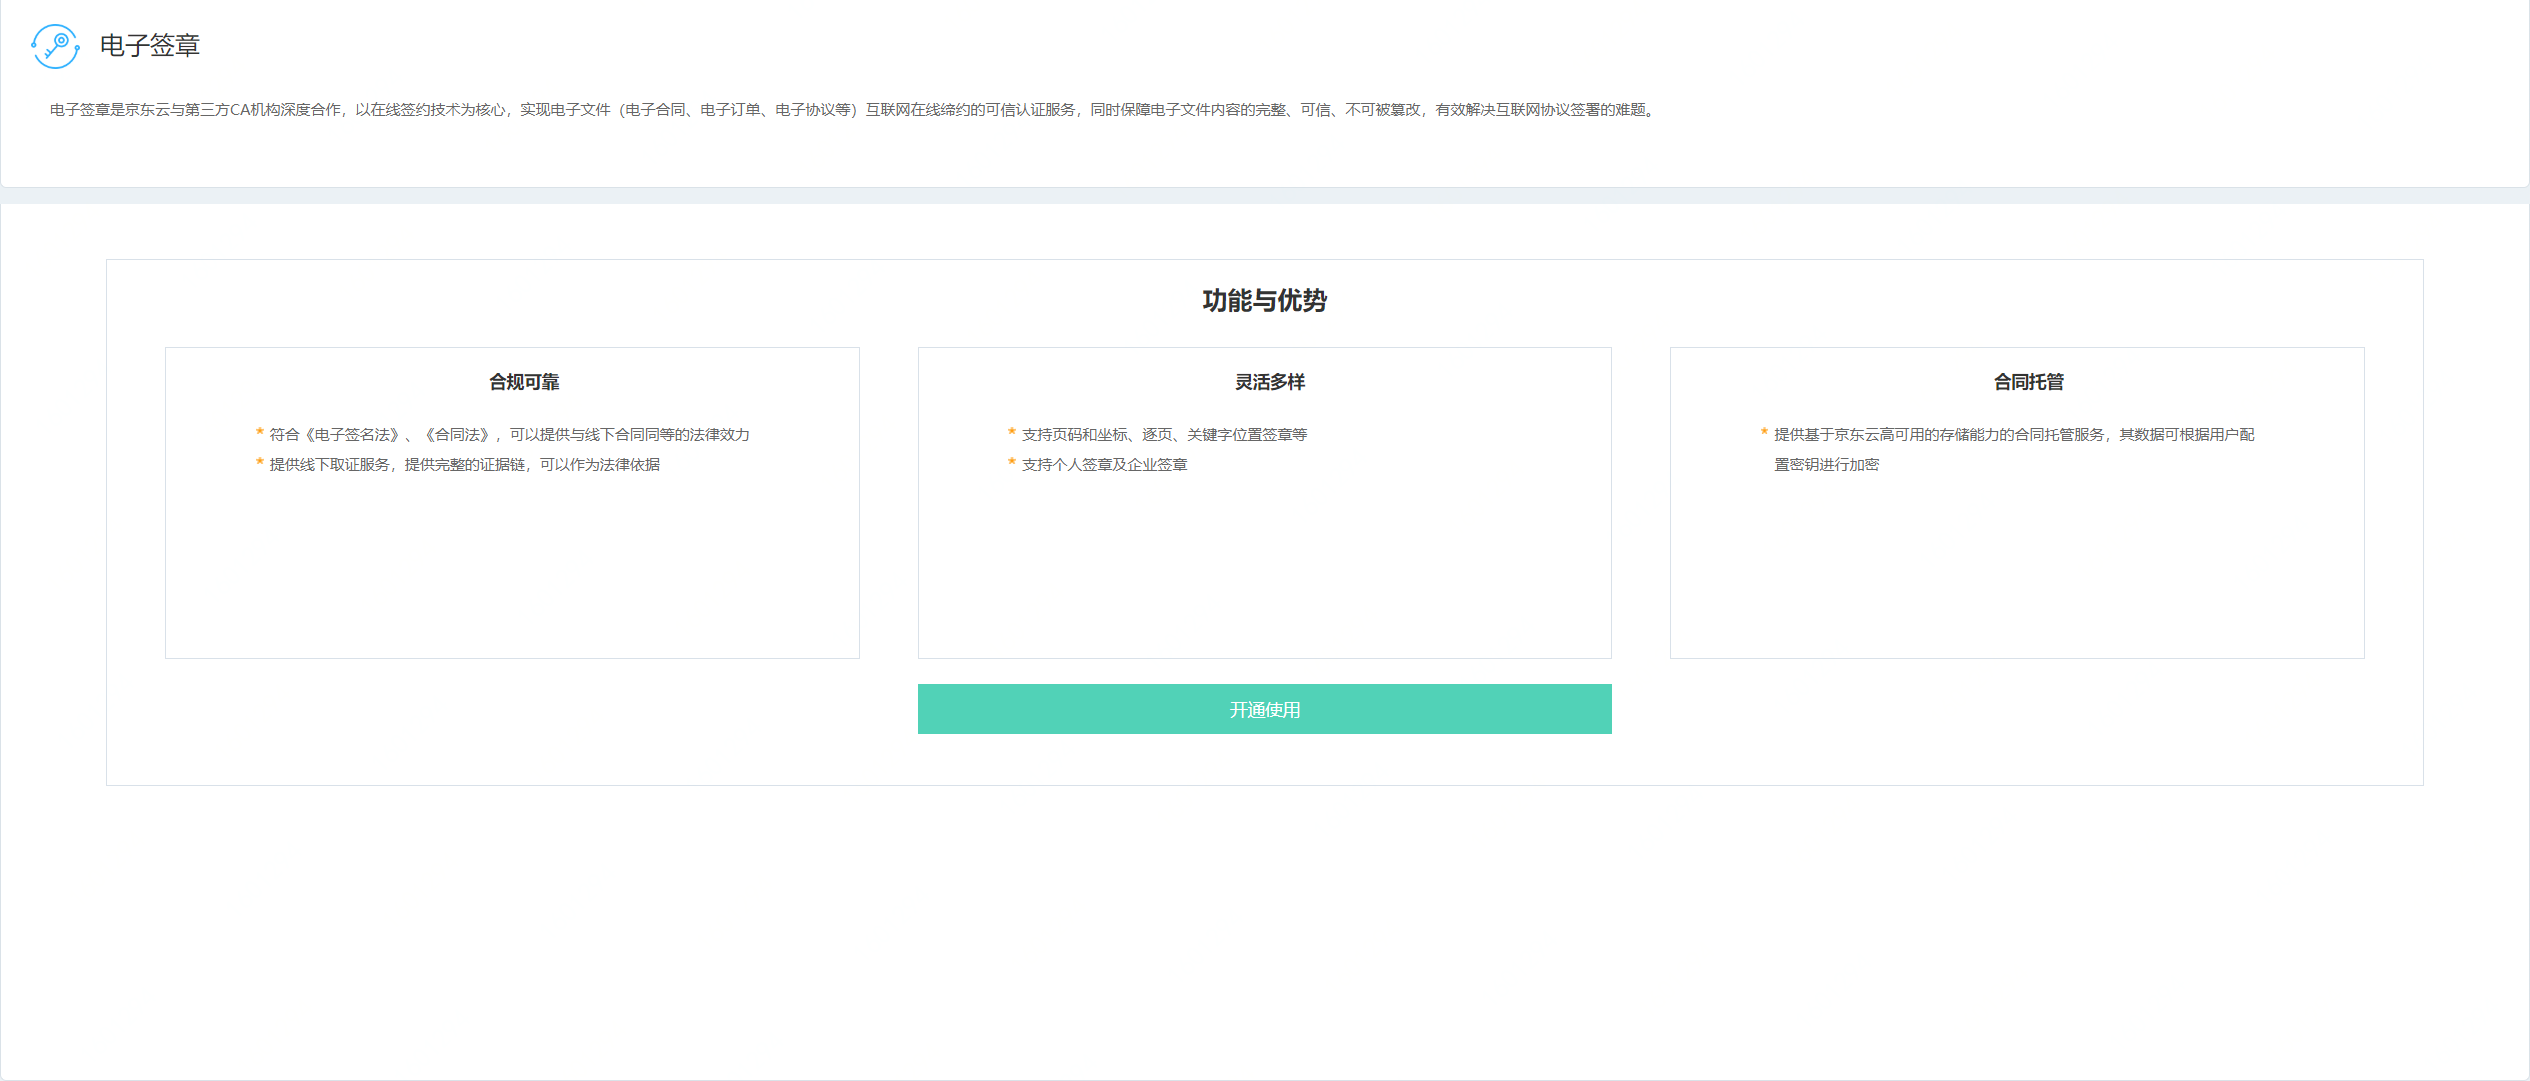 电子签章
电子签章是京东云与第三方CA机构深度合作，以在线签约技术为核心，实现电子文件（电子合同、电子订单、电子协议等）互联网在线缔约的可信认证服务，同时保障电子文件内容的完整、可信、不可被篡改，有效解决互联网协议签署的难题。
功能与优势
合规可靠
* 符合《电子签名法》、《合同法》，可以提供与线下合同同等的法律效力
* 提供线下取证服务，提供完整的证据链，可以作为法律依据
灵活多样
* 支持页码和坐标、逐页、关键字位置签章等
* 支持个人签章及企业签章
合同托管
* 提供基于京东云高可用的存储能力的合同托管服务，其数据可根据用户配
置密钥进行加密
开通使用